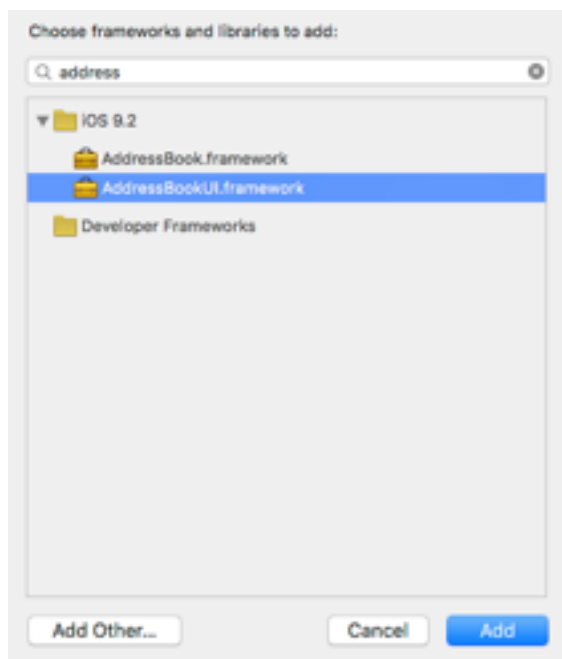 Choose frameworks and libraries to add:
address
iOS 9.2
AddressBook.framework
AddressBookUI.framework
Developer Frameworks
Add Other... Cancel Add